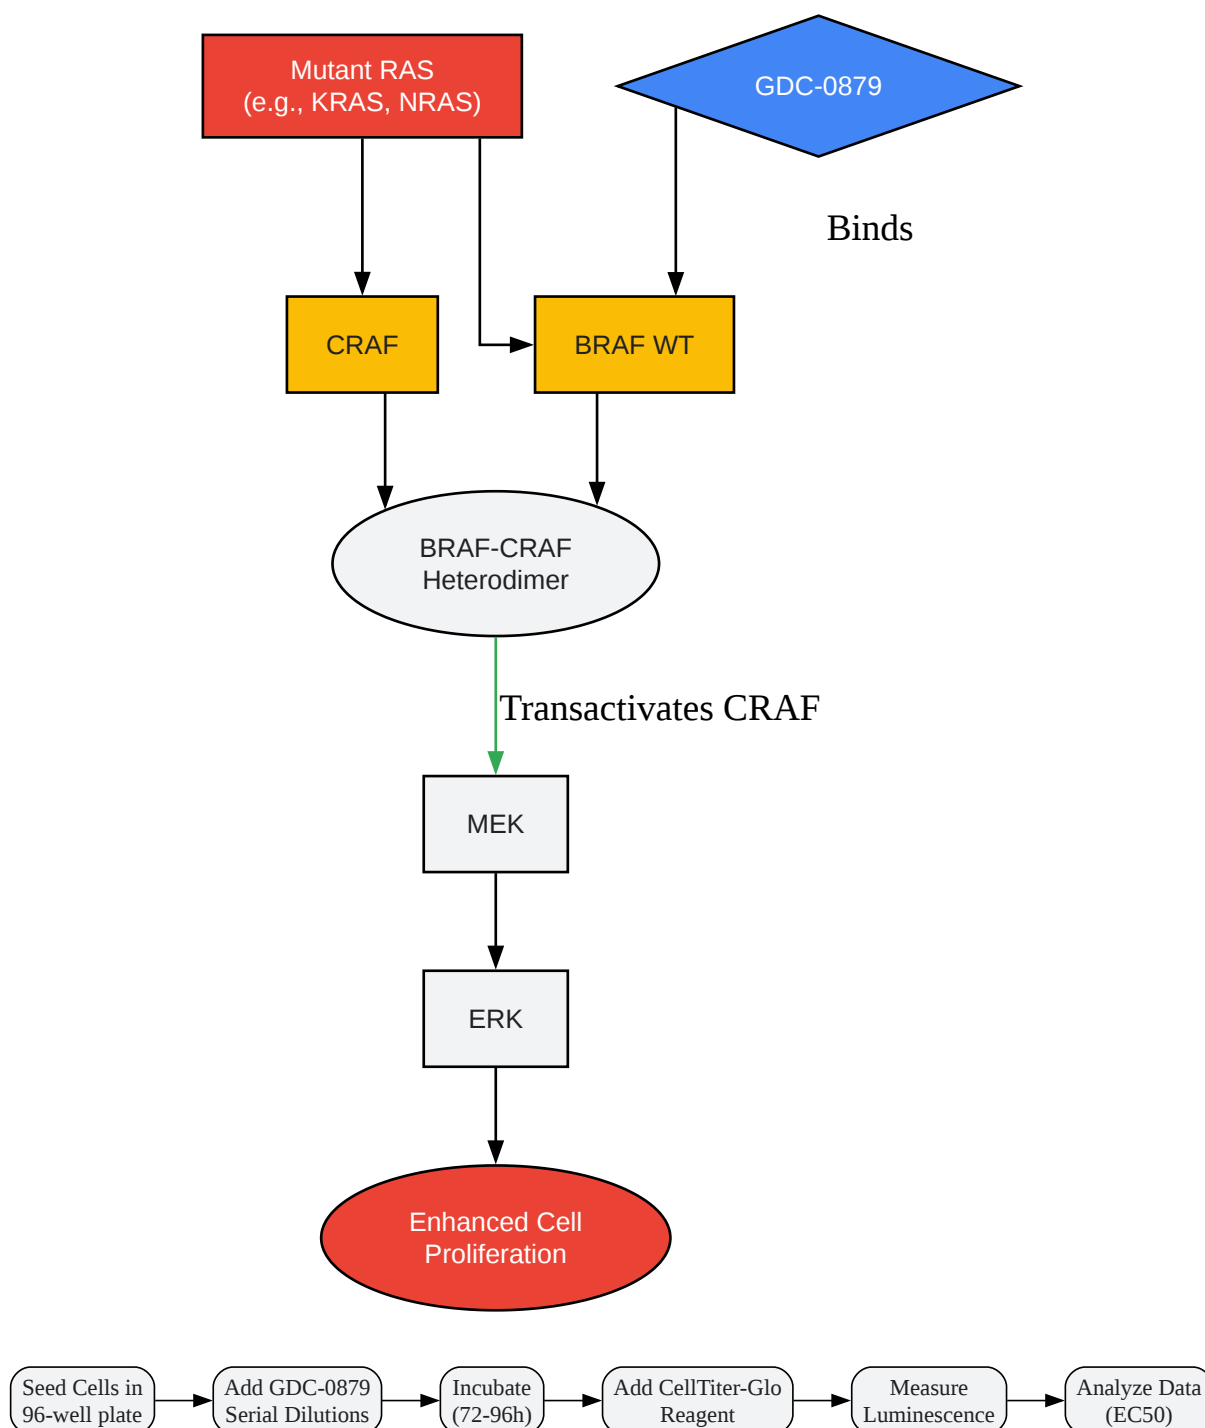 Mutant RAS
(e.g., KRAS, NRAS)
GDC-0879
Binds
CRAF
BRAF WT
BRAF-CRAF
Heterodimer
Transactivates CRAF
MEK
ERK
Enhanced Cell
Proliferation
Seed Cells in
96-well plate
Add GDC-0879
Serial Dilutions
Incubate
(72-96h)
Add CellTiter-Glo
Reagent
Measure
Luminescence
Analyze Data
(EC50)